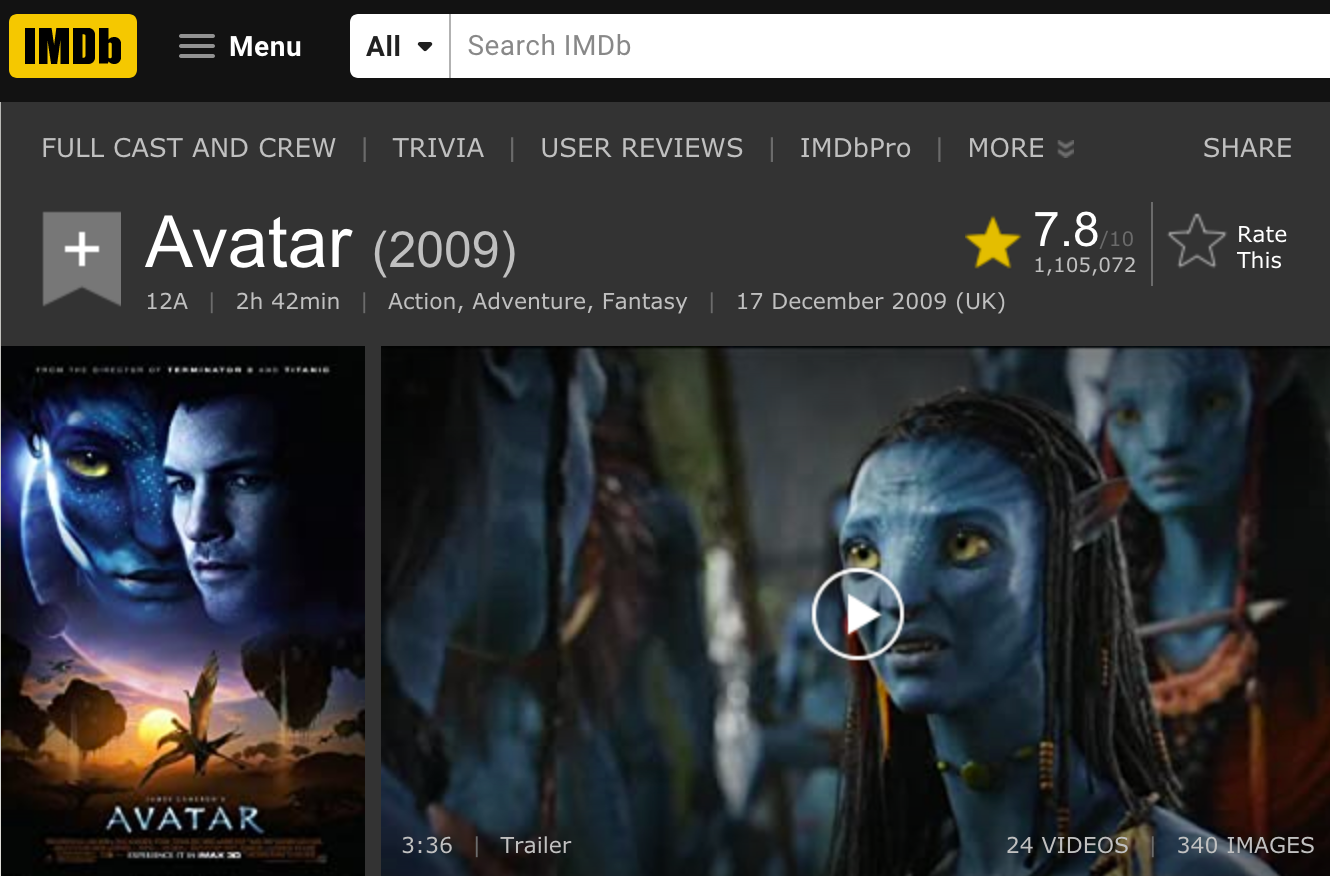 IMDb Menu All Search IMDb
FULL CAST AND CREW | TRIVIA | USER REVIEWS | IMDbPro | MORE SHARE
+ Avatar (2009)
7.8/10
1,105,072
Rate
This
12A | 2h 42min | Action, Adventure, Fantasy | 17 December 2009 (UK)
FROM THE DIRECTOR OF TERMINATOR 2 AND TITANIC
JAMES CAMERON'S
AVATAR
EXPERIENCE IT IN IMAX 3D
3:36 | Trailer 24 VIDEOS | 340 IMAGES